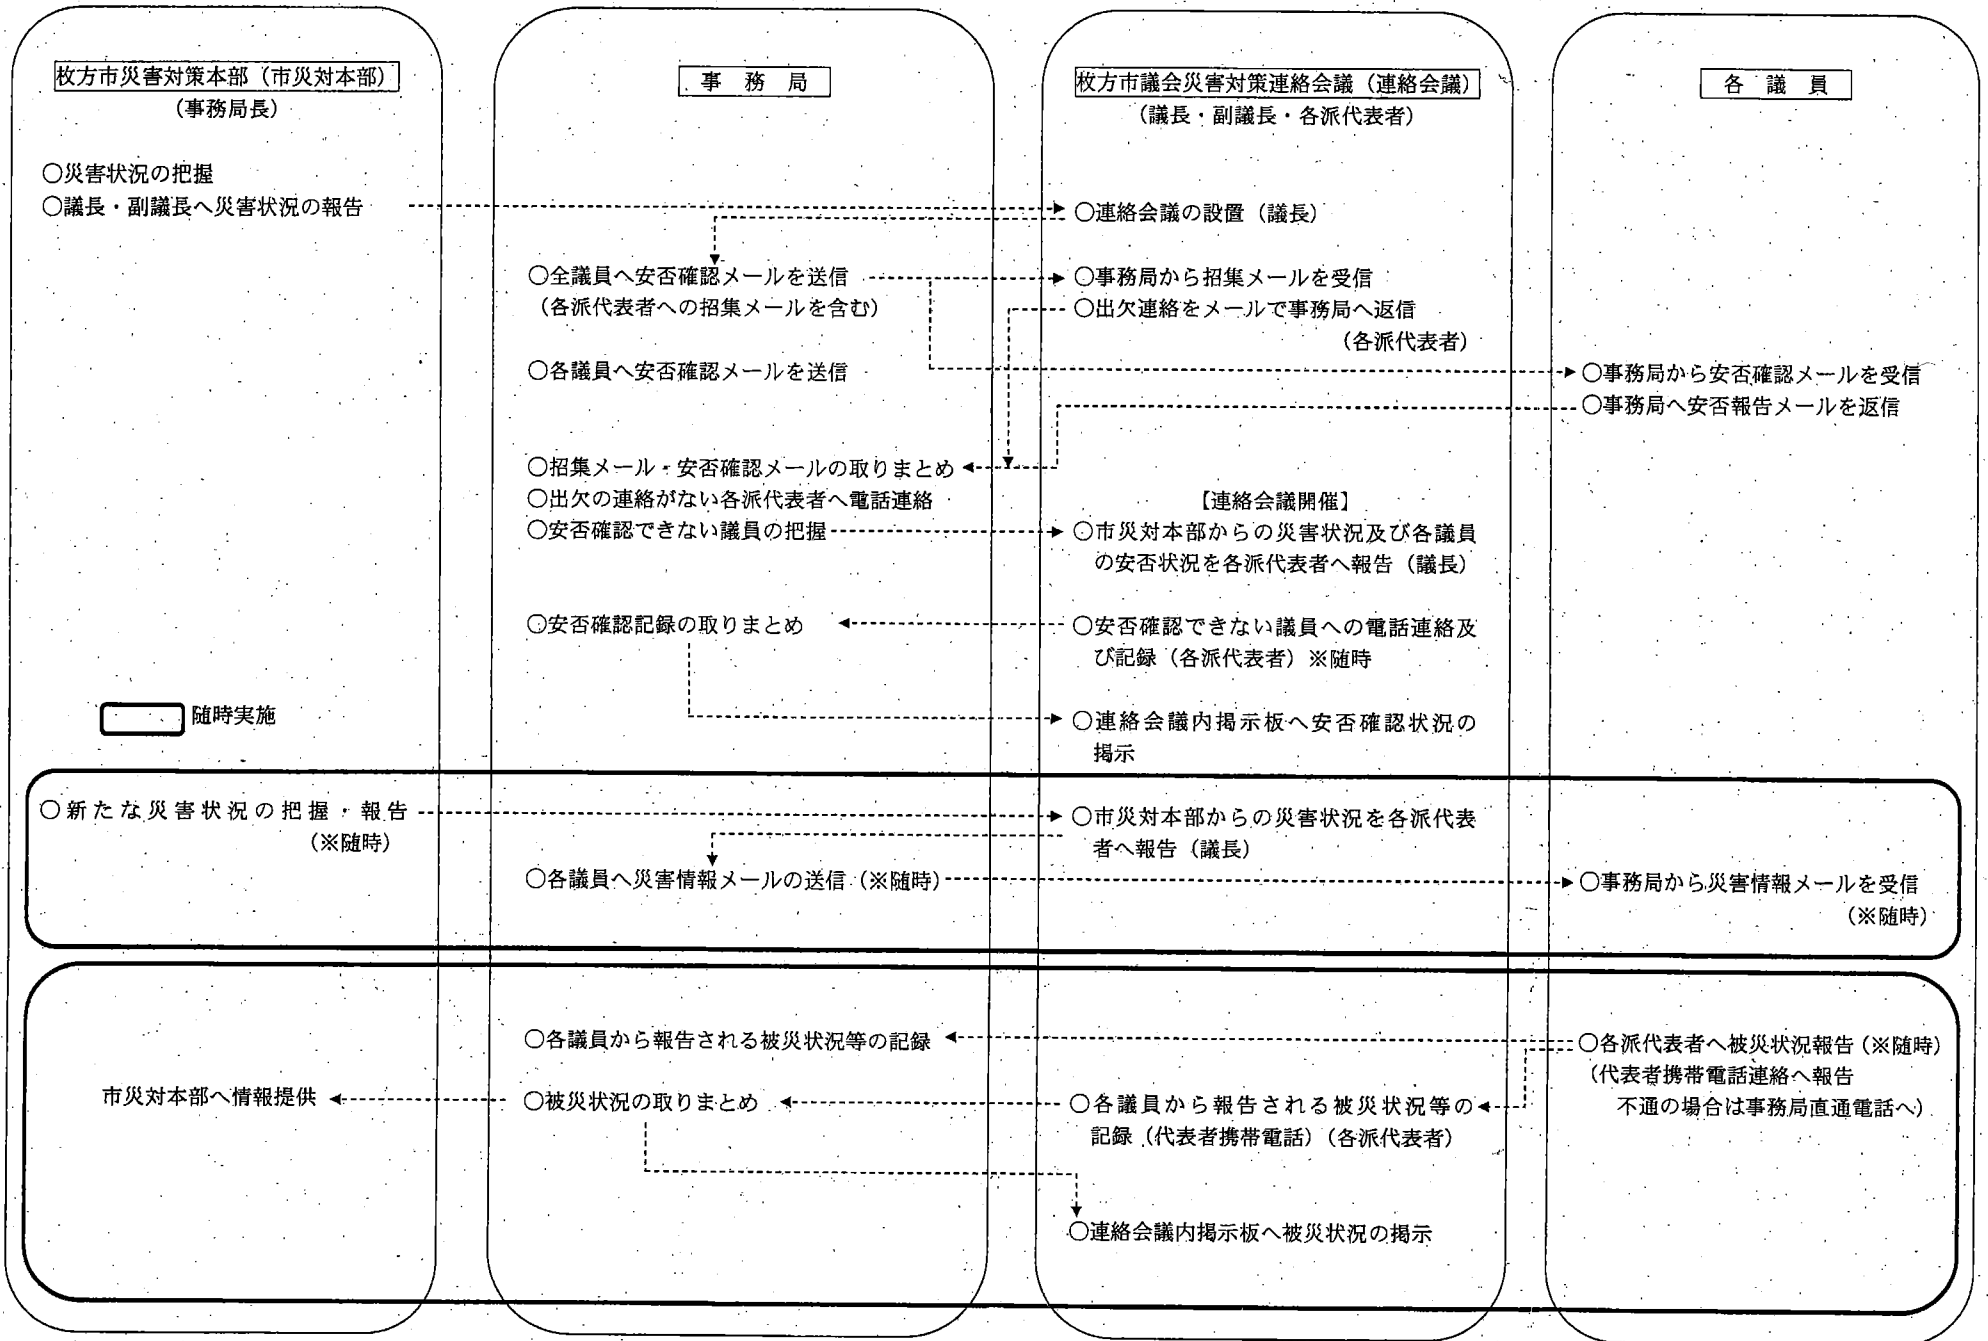 枚方市災害対策本部（市災対本部）
（事務局長）
○災害状況の把握
○議長・副議長へ災害状況の報告
随時実施
事　務　局
○全議員へ安否確認メールを送信
（各派代表者への招集メールを含む）
○各議員へ安否確認メールを送信
○招集メール・安否確認メールの取りまとめ
○出欠の連絡がない各派代表者へ電話連絡
○安否確認できない議員の把握
○安否確認記録の取りまとめ
枚方市議会災害対策連絡会議（連絡会議）
（議長・副議長・各派代表者）
○連絡会議の設置（議長）
○事務局から招集メールを受信
○出欠連絡をメールで事務局へ返信
（各派代表者）
【連絡会議開催】
○市災対本部からの災害状況及び各議員
の安否状況を各派代表者へ報告（議長）
○安否確認できない議員への電話連絡及
び記録（各派代表者）※随時
○連絡会議内掲示板へ安否確認状況の
掲示
各　議　員
○事務局から安否確認メールを受信
○事務局へ安否報告メールを返信
○新たな災害状況の把握・報告
（※随時）
○市災対本部からの災害状況を各派代表
者へ報告（議長）
○各議員へ災害情報メールの送信（※随時）
○事務局から災害情報メールを受信
（※随時）
○各議員から報告される被災状況等の記録
○各派代表者へ被災状況報告（※随時）
（代表者携帯電話連絡へ報告
不通の場合は事務局直通電話へ）
市災対本部へ情報提供
○被災状況の取りまとめ
○各議員から報告される被災状況等の
記録（代表者携帯電話）（各派代表者）
○連絡会議内掲示板へ被災状況の掲示